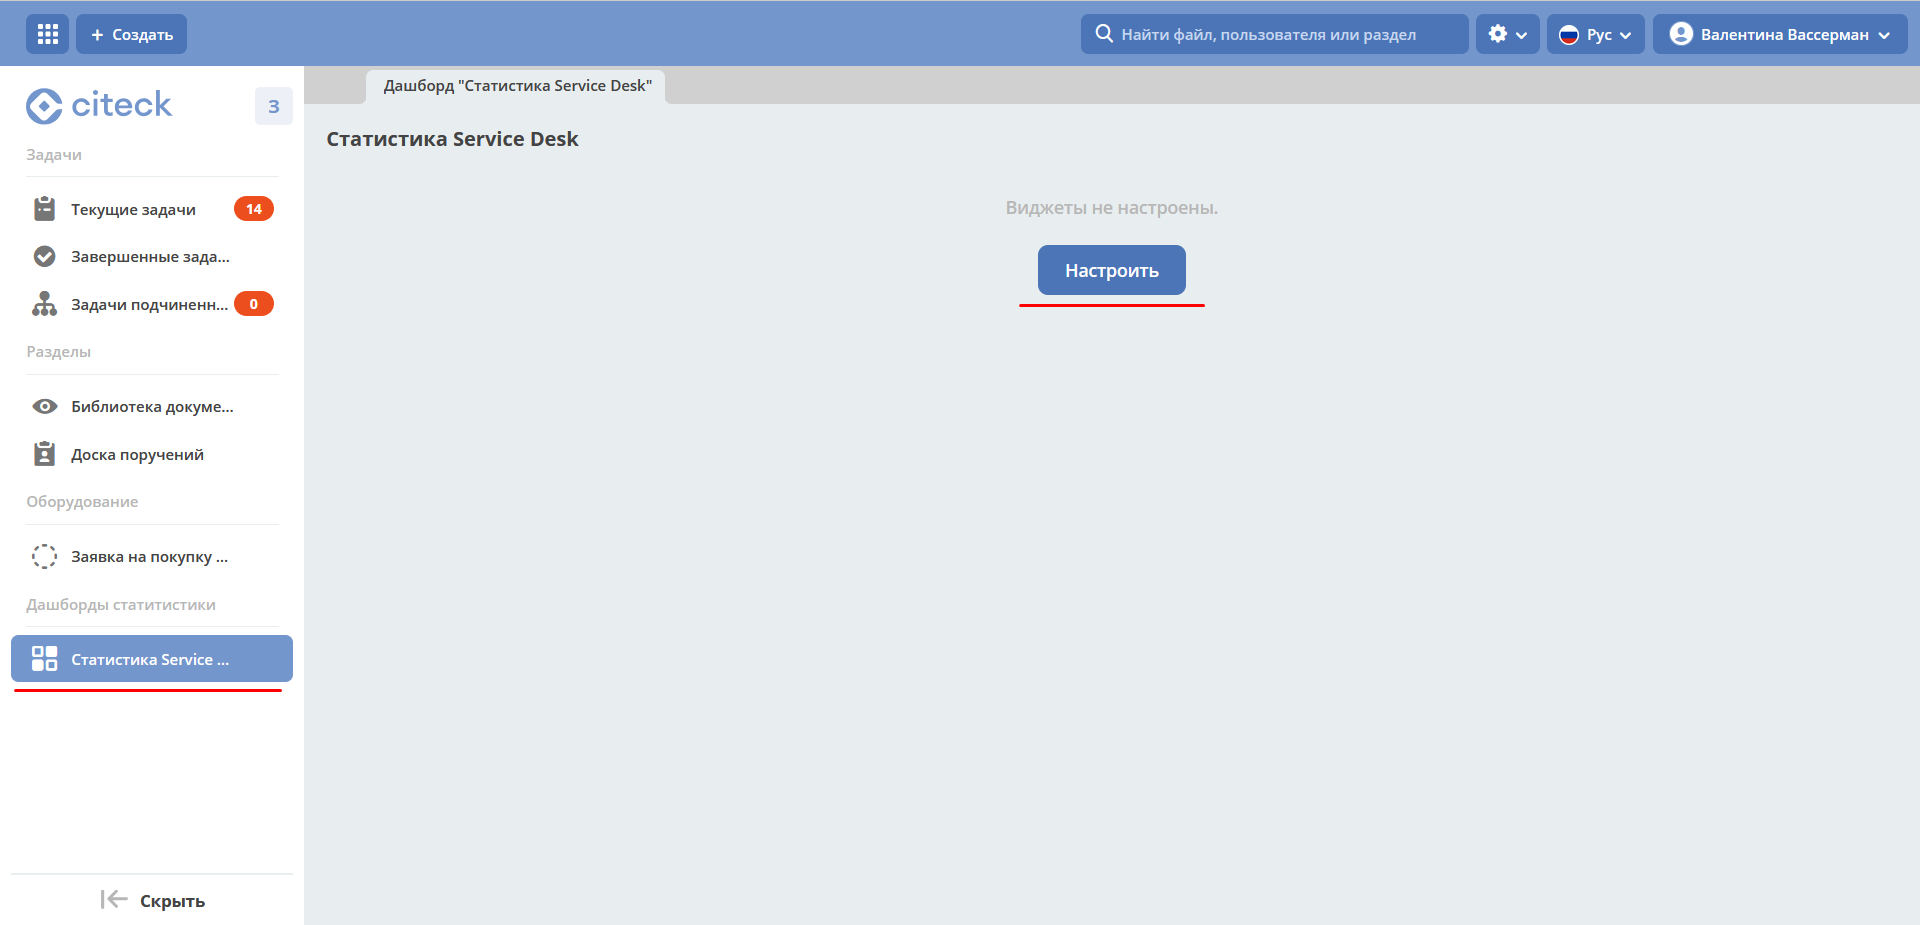 + Создать
Найти файл, пользователя или раздел
Рус
Валентина Вассерман
citeck
3
Дашборд "Статистика Service Desk"
Статистика Service Desk
Виджеты не настроены.
Настроить
Задачи
Текущие задачи 14
Завершенные зада...
Задачи подчиненн... 0
Разделы
Библиотека докуме...
Доска поручений
Оборудование
Заявка на покупку ...
Дашборды статитистики
Статистика Service ...
Скрыть